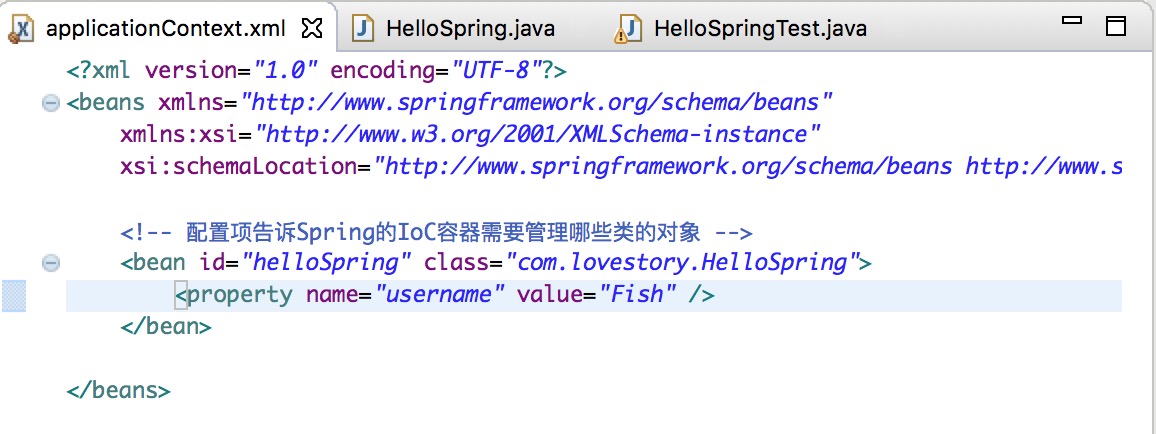 applicationContext.xml HelloSpring.java HelloSpringTest.java
<?xml version="1.0" encoding="UTF-8"?>
<beans xmlns="http://www.springframework.org/schema/beans"
xmlns:xsi="http://www.w3.org/2001/XMLSchema-instance"
xsi:schemaLocation="http://www.springframework.org/schema/beans http://www.s
<!-- 配置项告诉Spring的IoC容器需要管理哪些类的对象 -->
<bean id="helloSpring" class="com.lovestory.HelloSpring">
<property name="username" value="Fish" />
</bean>
</beans>